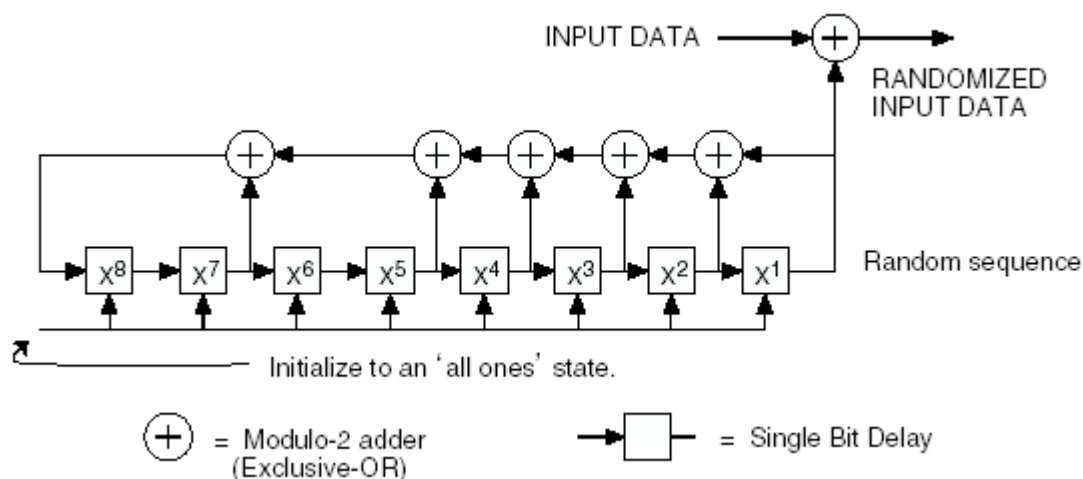 INPUT DATA
+
RANDOMIZED
INPUT DATA
+ + + + +
X⁸ X⁷ X⁶ X⁵ X⁴ X³ X² X¹
Random sequence
Initialize to an ‘all ones’ state.
+ = Modulo-2 adder
(Exclusive-OR)
= Single Bit Delay